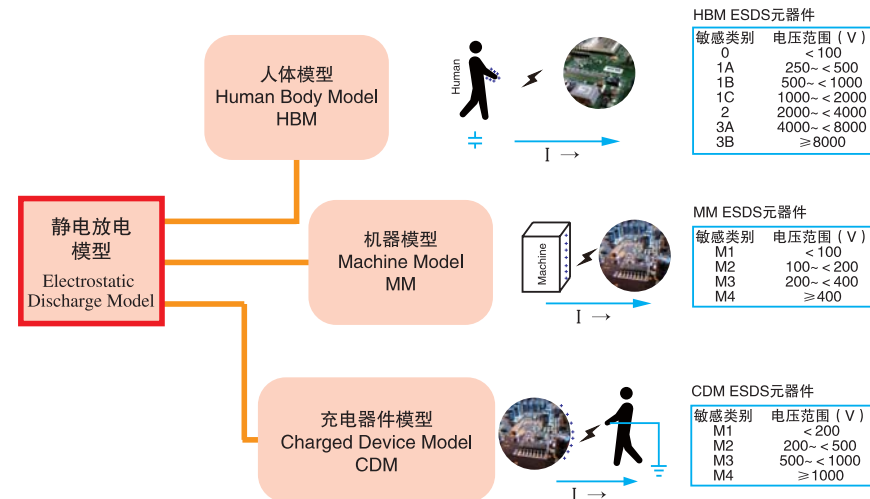 HBM ESDS元器件
敏感类别 电压范围（V）
0 ＜100
1A 250~＜500
1B 500~＜1000
1C 1000~＜2000
2 2000~＜4000
3A 4000~＜8000
3B ≥8000
人体模型
Human Body Model
HBM
Human
I →
静电放电
模型
Electrostatic
Discharge Model
机器模型
Machine Model
MM
Machine
I →
MM ESDS元器件
敏感类别 电压范围（V）
M1 ＜100
M2 100~＜200
M3 200~＜400
M4 ≥400
充电器件模型
Charged Device Model
CDM
I →
CDM ESDS元器件
敏感类别 电压范围（V）
M1 ＜200
M2 200~＜500
M3 500~＜1000
M4 ≥1000